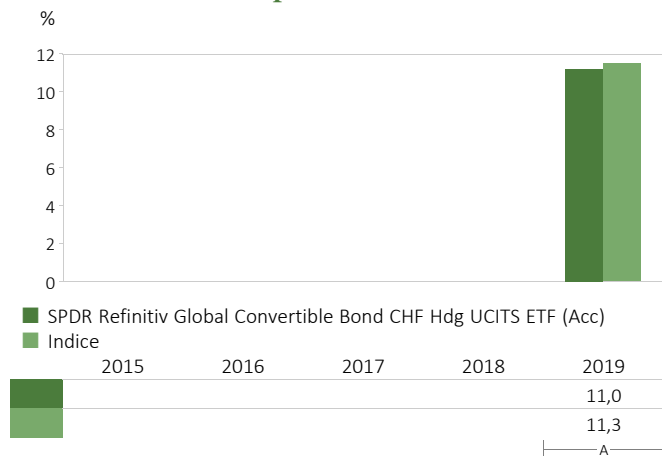 %
12
10
8
6
4
2
0
SPDR Refinitiv Global Convertible Bond CHF Hdg UCITS ETF (Acc)
Indice
2015 2016 2017 2018 2019
11,0
11,3
A